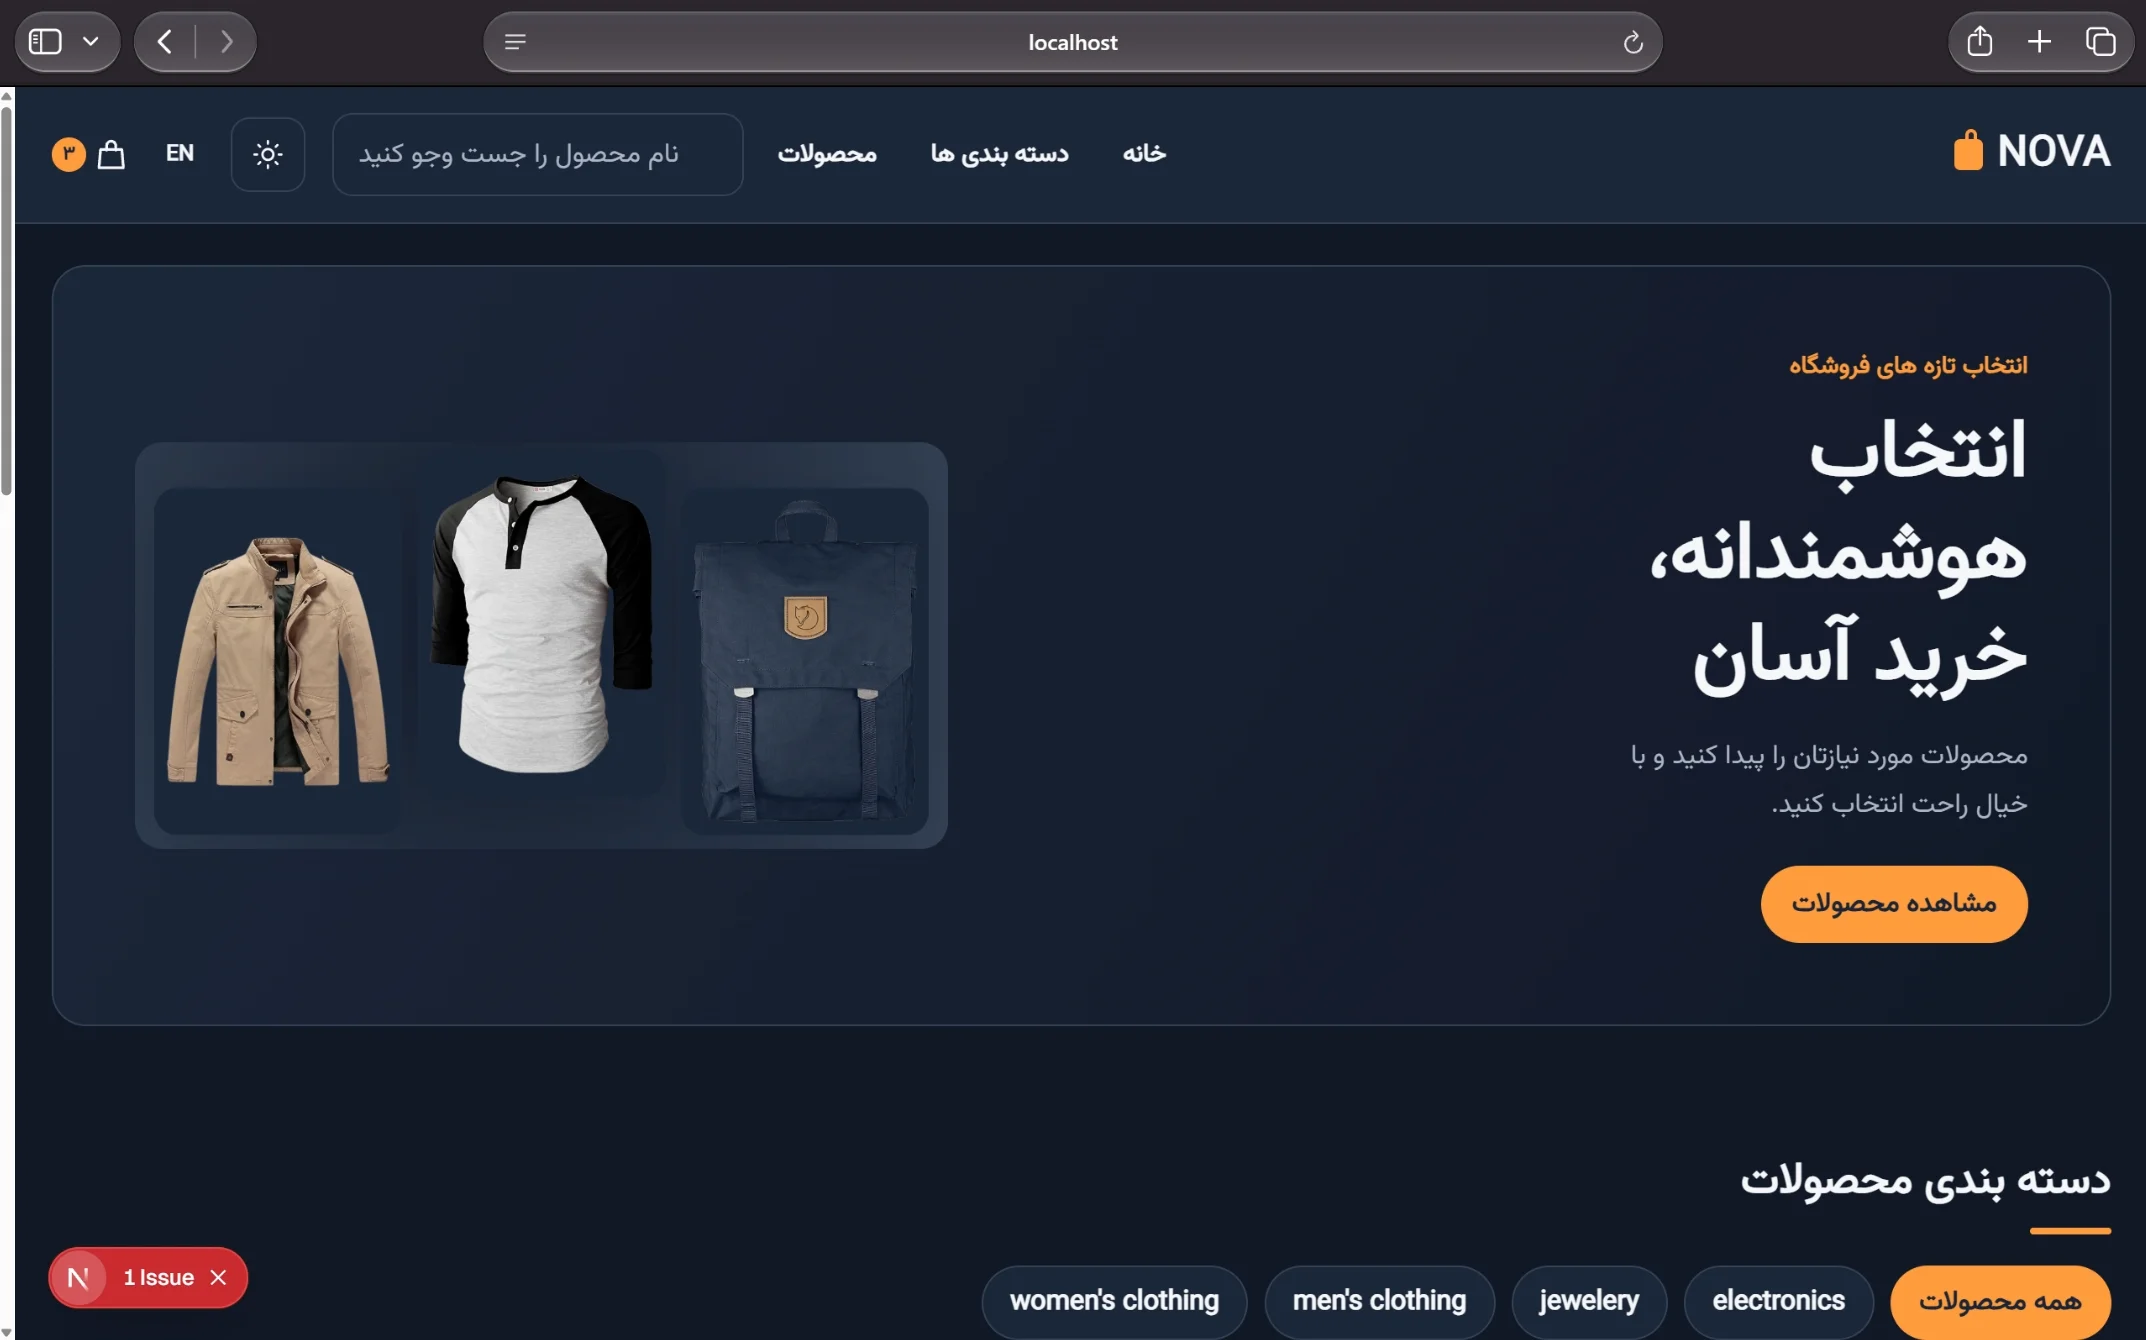 localhost
NOVA
خانه
دسته بندی ها
محصولات
نام محصول را جست وجو کنید
EN
۳
انتخاب تازه های فروشگاه
انتخاب
هوشمندانه،
خرید آسان
محصولات مورد نیازتان را پیدا کنید و با
خیال راحت انتخاب کنید.
مشاهده محصولات
دسته بندی محصولات
همه محصولات
electronics
jewelery
men's clothing
women's clothing
N
1 Issue